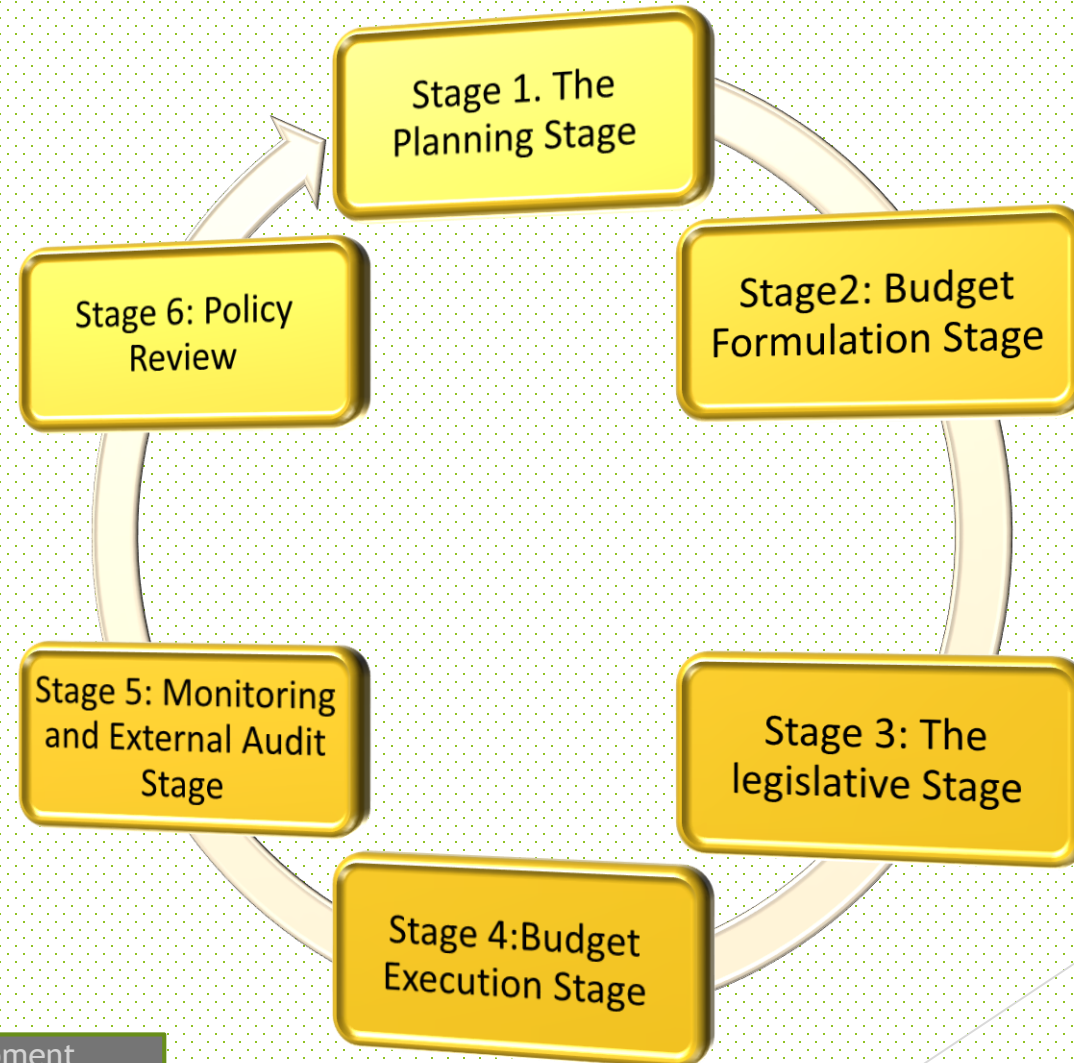 Stage 1. The
Planning Stage
Stage2: Budget
Formulation Stage
Stage 3: The
legislative Stage
Stage 4:Budget
Execution Stage
Stage 5: Monitoring
and External Audit
Stage
Stage 6: Policy
Review